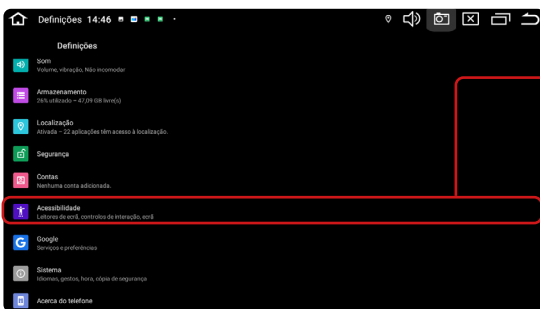 Definições 14:46
Definições
Som
Volume, vibração, Não incomodar
Armazenamento
26% utilizado – 47,09 GB livre(s)
Localização
Ativada – 22 aplicações têm acesso à localização.
Segurança
Contas
Nenhuma conta adicionada.
Acessibilidade
Leitores de ecrã, controlos de interação, ecrã
G
Google
Serviços e preferências
Sistema
Idiomas, gestos, hora, cópia de segurança
Acerca do telefone